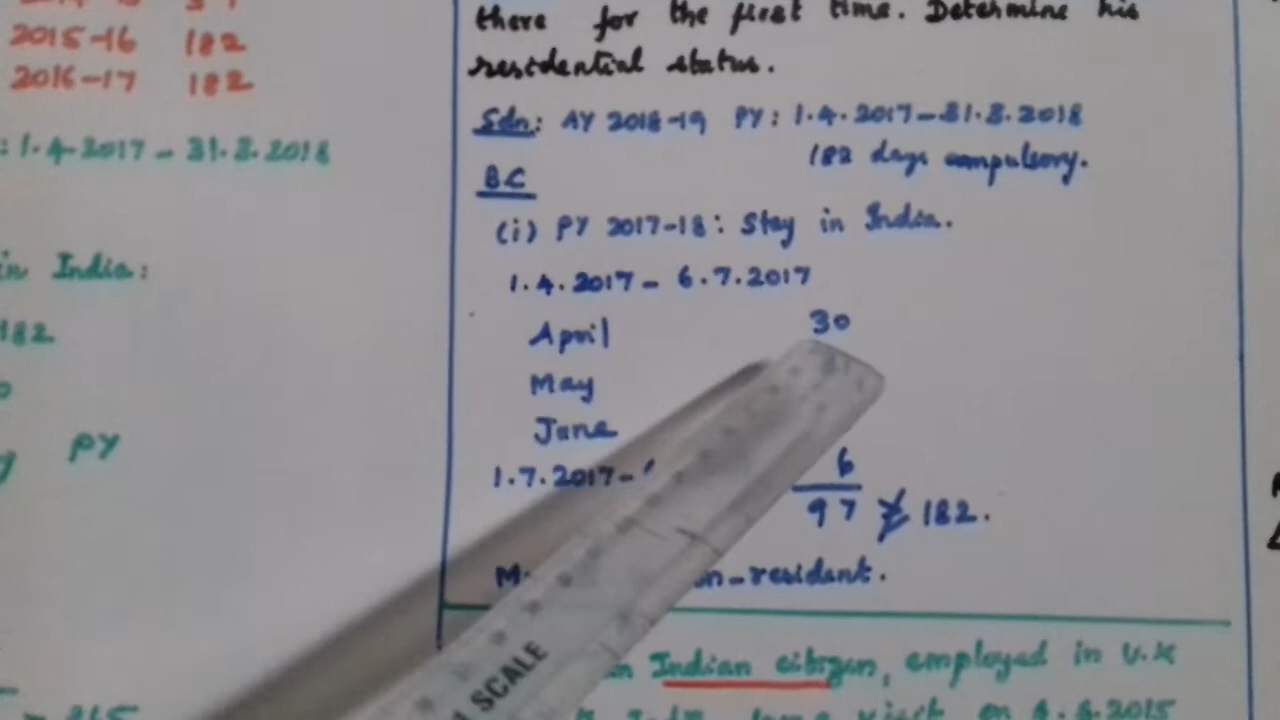 2015-16 182
2016-17 182
: 1.4.2017 - 31.3.2018
in India:
182
PY
there for the first time. Determine his
residential status.
Soln: AY 2018-19 PY: 1.4.2017-31.3.2018
182 days compulsory.
BC
(i) PY 2017-18: Stay in India.
1.4.2017 - 6.7.2017
April 30
May
June
1.7.2017- 6
97 ≱ 182.
-resident.
SCALE
Indian citizen, employed in U.K
visit on